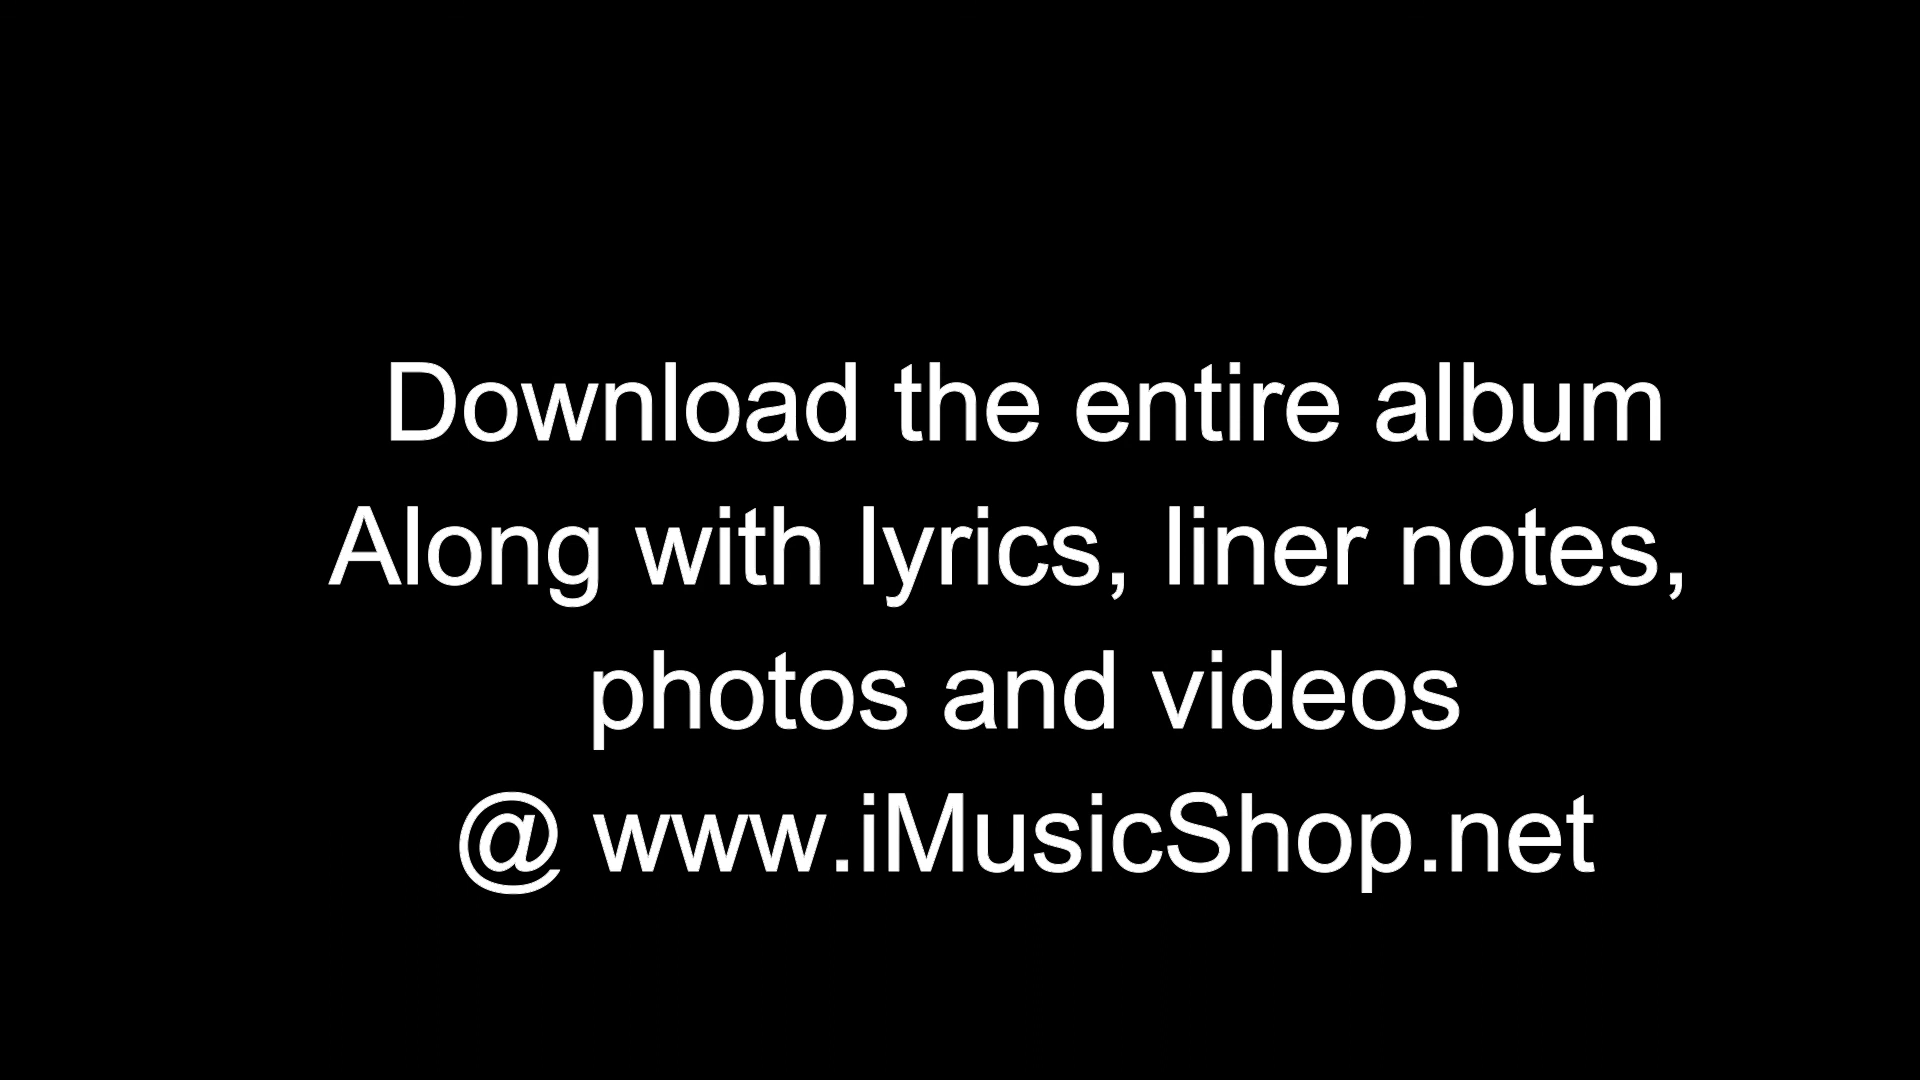 Download the entire album
Along with lyrics, liner notes,
photos and videos
@ www.iMusicShop.net